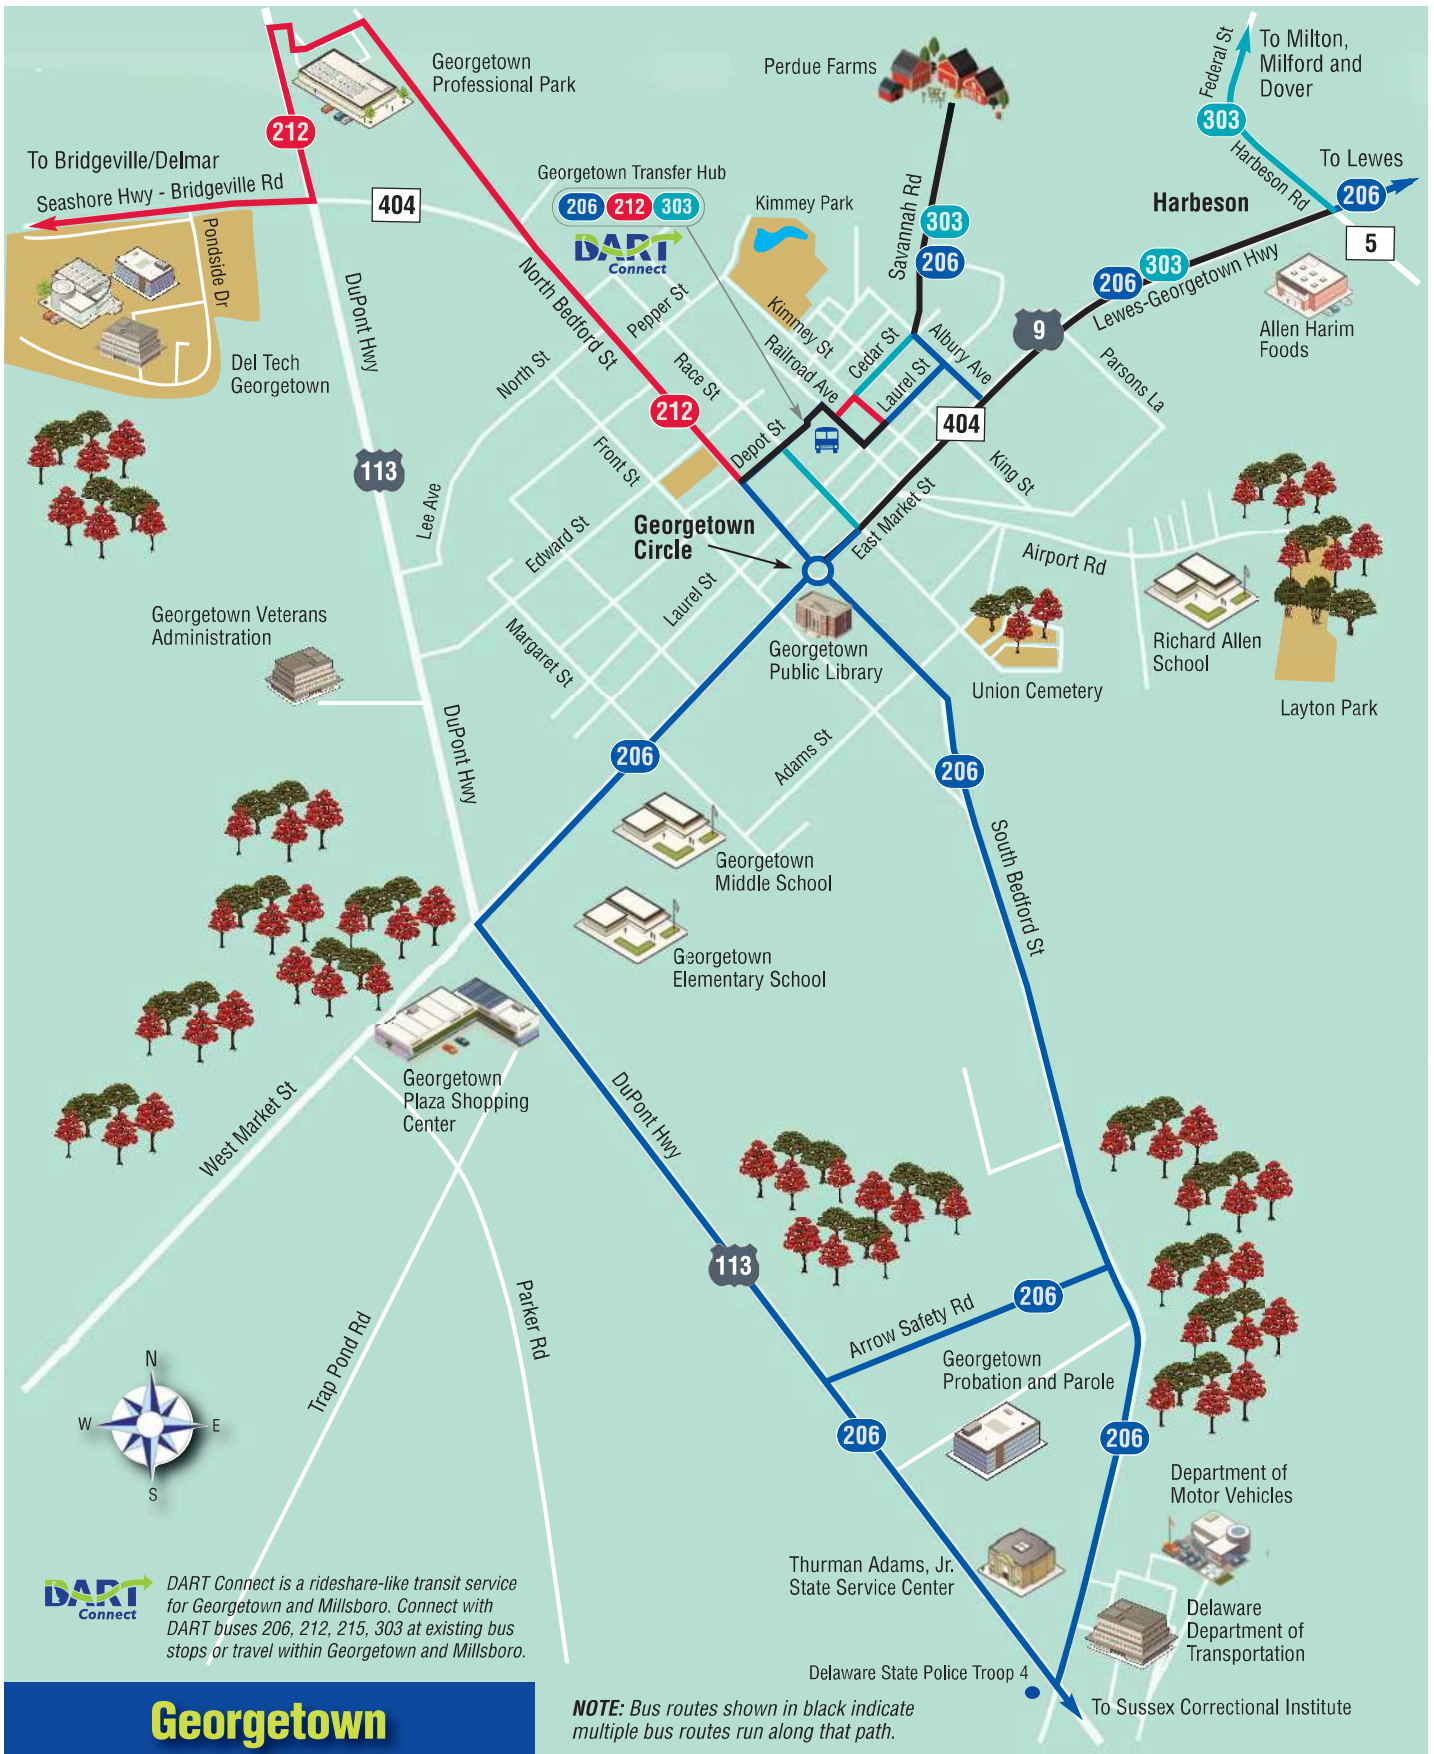 Georgetown
Professional Park
Perdue Farms
Federal St
To Milton,
Milford and
Dover
303
212
Harbeson Rd
To Bridgeville/Delmar
Seashore Hwy - Bridgeville Rd
404
Georgetown Transfer Hub
206 212 303
DART
Connect
Kimmey Park
Savannah Rd
303
206
Harbeson
To Lewes
206
5
303
206
Lewes-Georgetown Hwy
Allen Harim
Foods
9
Pondside Dr
Del Tech
Georgetown
DuPont Hwy
North Bedford St
Pepper St
Race St
North St
Kimmey St
Railroad Ave
Cedar St
Laurel St
Albury Ave
Parsons La
212
404
Depot St
Front St
113
Lee Ave
King St
East Market St
Georgetown
Circle
Edward St
Airport Rd
Laurel St
Margaret St
Georgetown Veterans
Administration
Georgetown
Public Library
Union Cemetery
Richard Allen
School
Layton Park
DuPont Hwy
206
Adams St
206
South Bedford St
Georgetown
Middle School
Georgetown
Elementary School
Georgetown
Plaza Shopping
Center
West Market St
DuPont Hwy
113
206
Arrow Safety Rd
Parker Rd
Trap Pond Rd
Georgetown
Probation and Parole
206
206
N
W
E
S
Department of
Motor Vehicles
Thurman Adams, Jr.
State Service Center
Delaware
Department of
Transportation
DART
Connect
DART Connect is a rideshare-like transit service
for Georgetown and Millsboro. Connect with
DART buses 206, 212, 215, 303 at existing bus
stops or travel within Georgetown and Millsboro.
Delaware State Police Troop 4
To Sussex Correctional Institute
Georgetown
NOTE: Bus routes shown in black indicate
multiple bus routes run along that path.